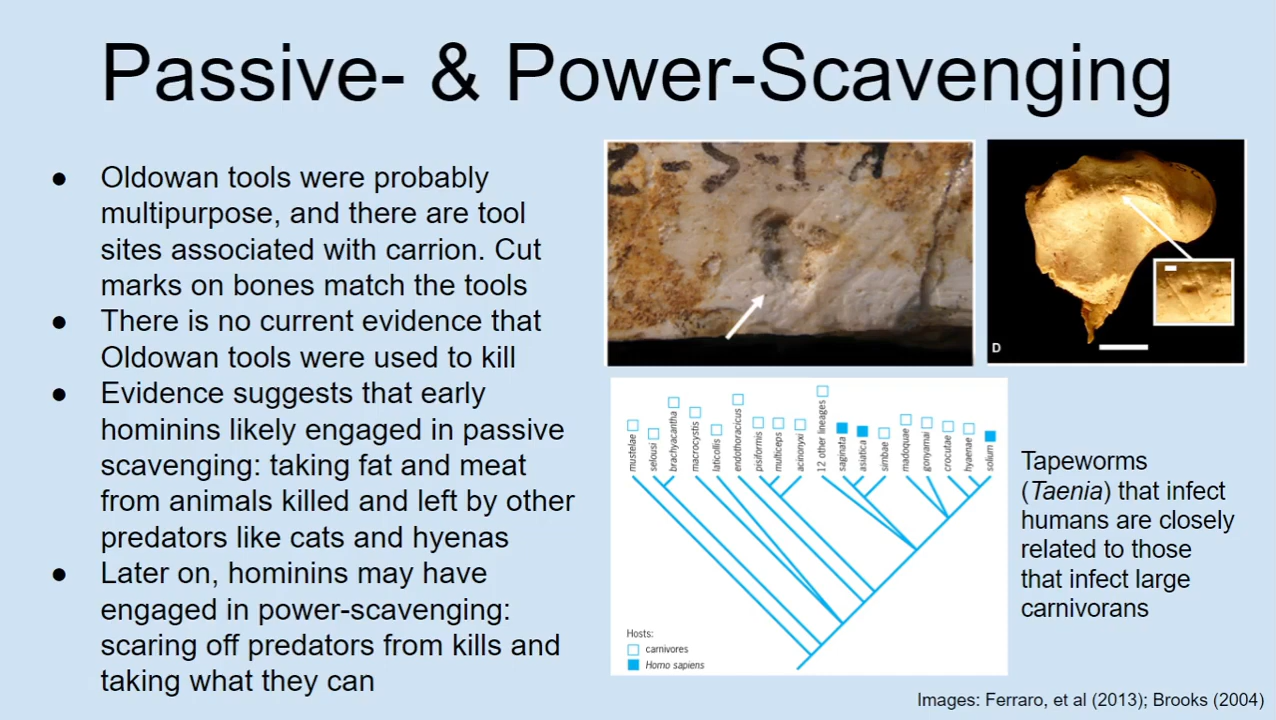 Passive- & Power-Scavenging
● Oldowan tools were probably
multipurpose, and there are tool
sites associated with carrion. Cut
marks on bones match the tools
● There is no current evidence that
Oldowan tools were used to kill
● Evidence suggests that early
hominins likely engaged in passive
scavenging: taking fat and meat
from animals killed and left by other
predators like cats and hyenas
● Later on, hominins may have
engaged in power-scavenging:
scaring off predators from kills and
taking what they can
D
mustelae
selousi
brachyacantha
macrocystis
laticollis
endothoracicus
pisiformis
multiceps
acinonyxi
12 other lineages
saginata
asiatica
simbae
madoquae
gonyamai
crocutae
hyaenae
solium
Hosts:
carnivores
Homo sapiens
Tapeworms
(Taenia) that infect
humans are closely
related to those
that infect large
carnivorans
Images: Ferraro, et al (2013); Brooks (2004)